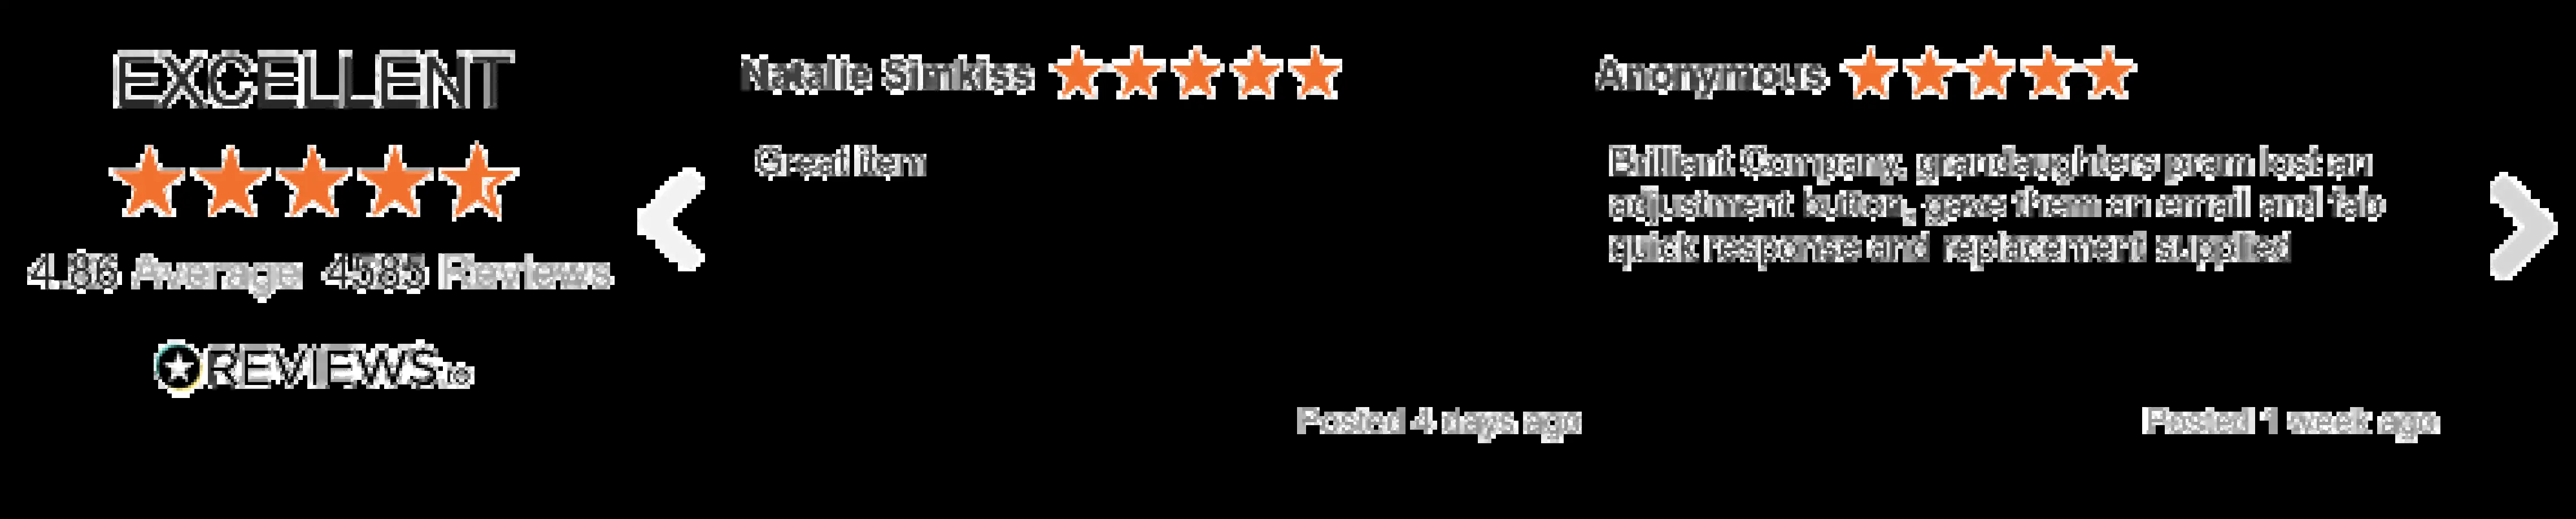 EXCELLENT
4.86 Average 4585 Reviews
REVIEWS.io
Natalie Simkiss
Great item
Posted 4 days ago
Anonymous
Brilliant Company, grandaughters pram lost an
adjustment button, gave them an email and fab
quick response and replacement supplied
Posted 1 week ago